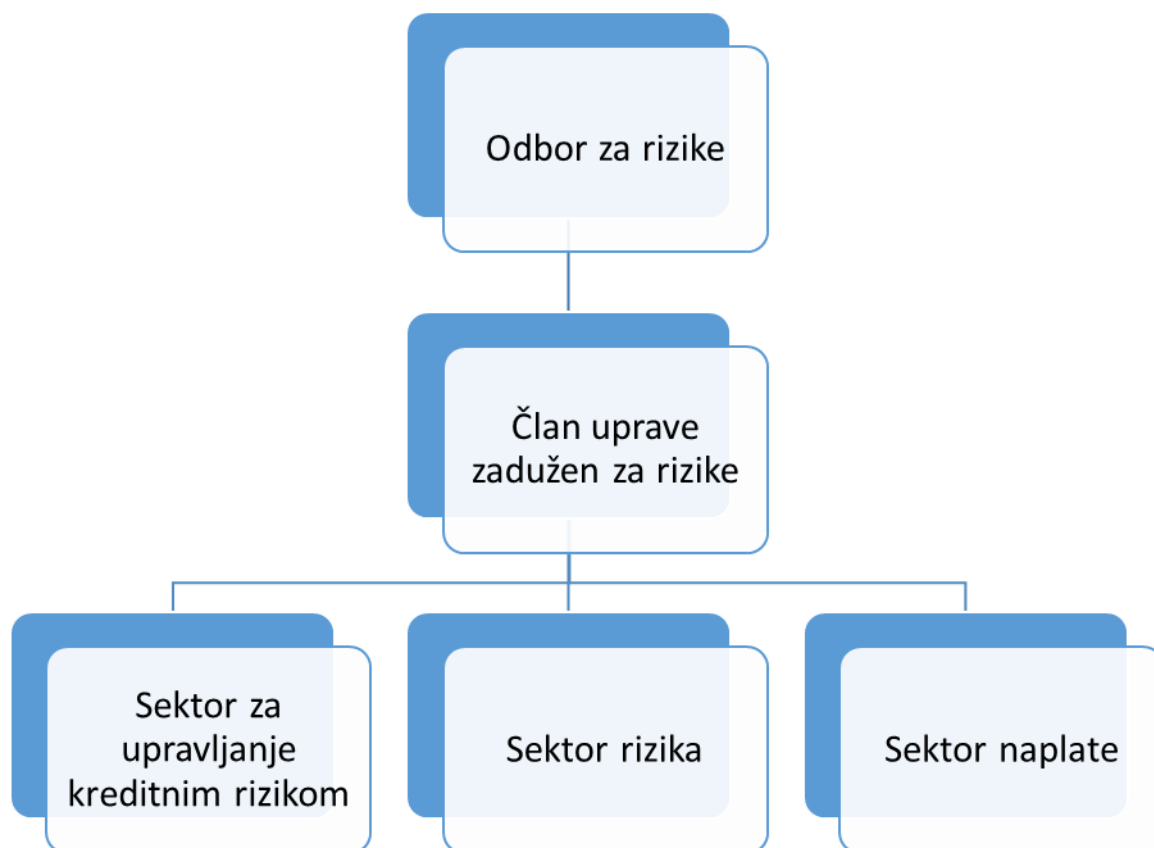 Odbor za rizike
Član uprave
zadužen za rizike
Sektor za
upravljanje
kreditnim rizikom
Sektor rizika
Sektor naplate